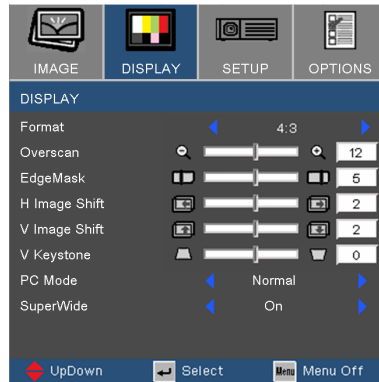 IMAGE DISPLAY SETUP OPTIONS
DISPLAY
Format 4:3
Overscan 12
EdgeMask 5
H Image Shift 2
V Image Shift 2
V Keystone 0
PC Mode Normal
SuperWide On
UpDown Select Menu Menu Off